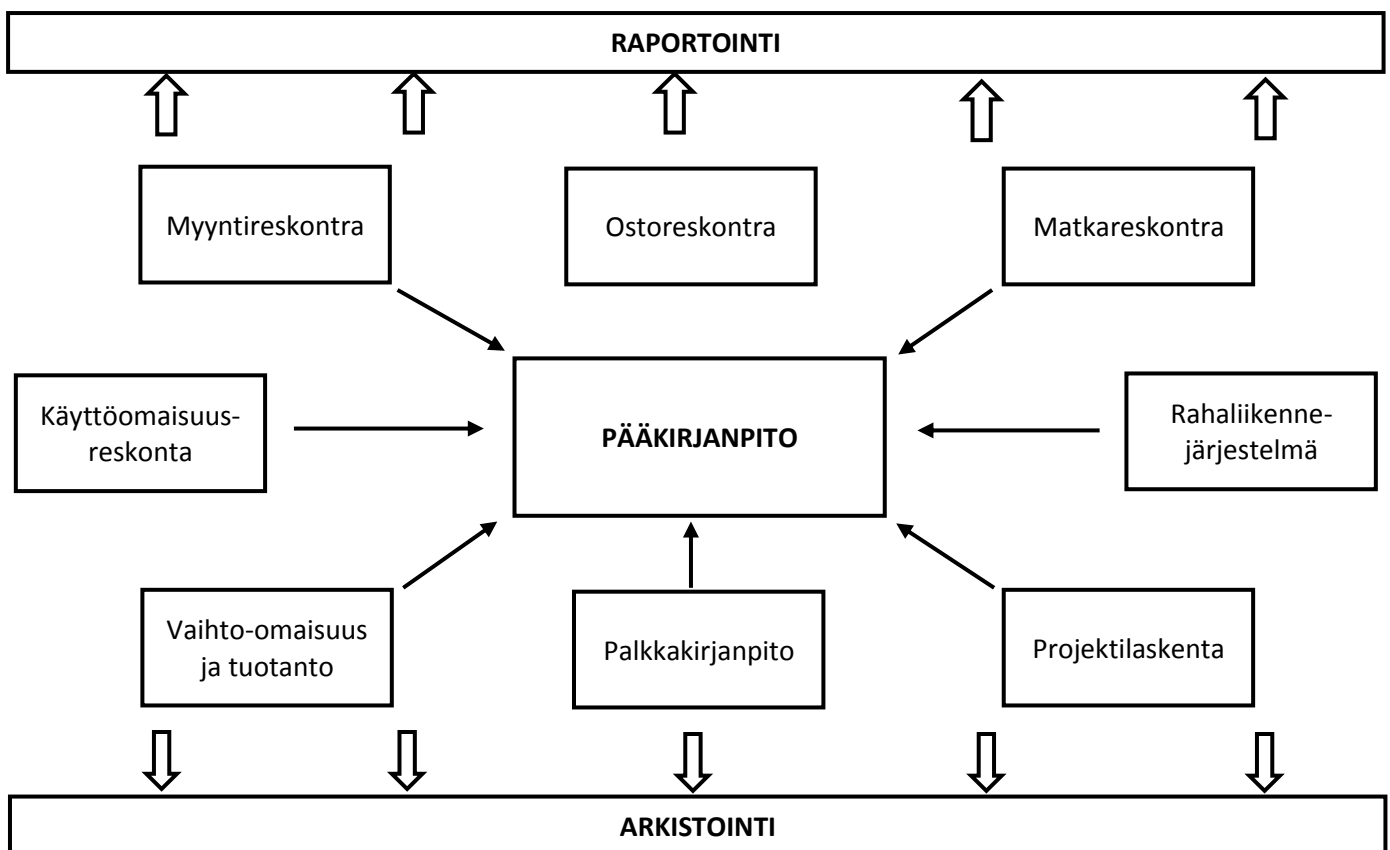 RAPORTOINTI
Myyntireskontra
Ostoreskontra
Matkareskontra
Käyttöomaisuus-
reskonta
PÄÄKIRJANPITO
Rahaliikenne-
järjestelmä
Vaihto-omaisuus
ja tuotanto
Palkkakirjanpito
Projektilaskenta
ARKISTOINTI